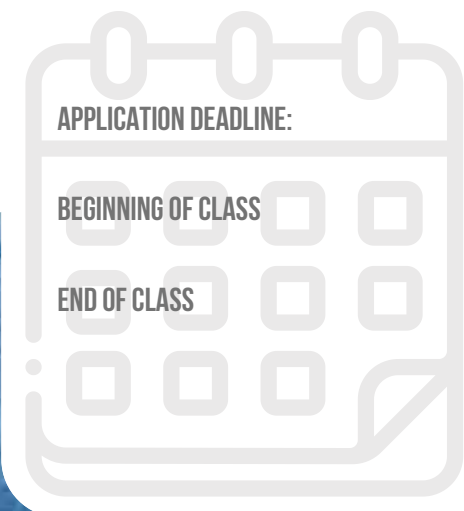 APPLICATION DEADLINE:
BEGINNING OF CLASS
END OF CLASS